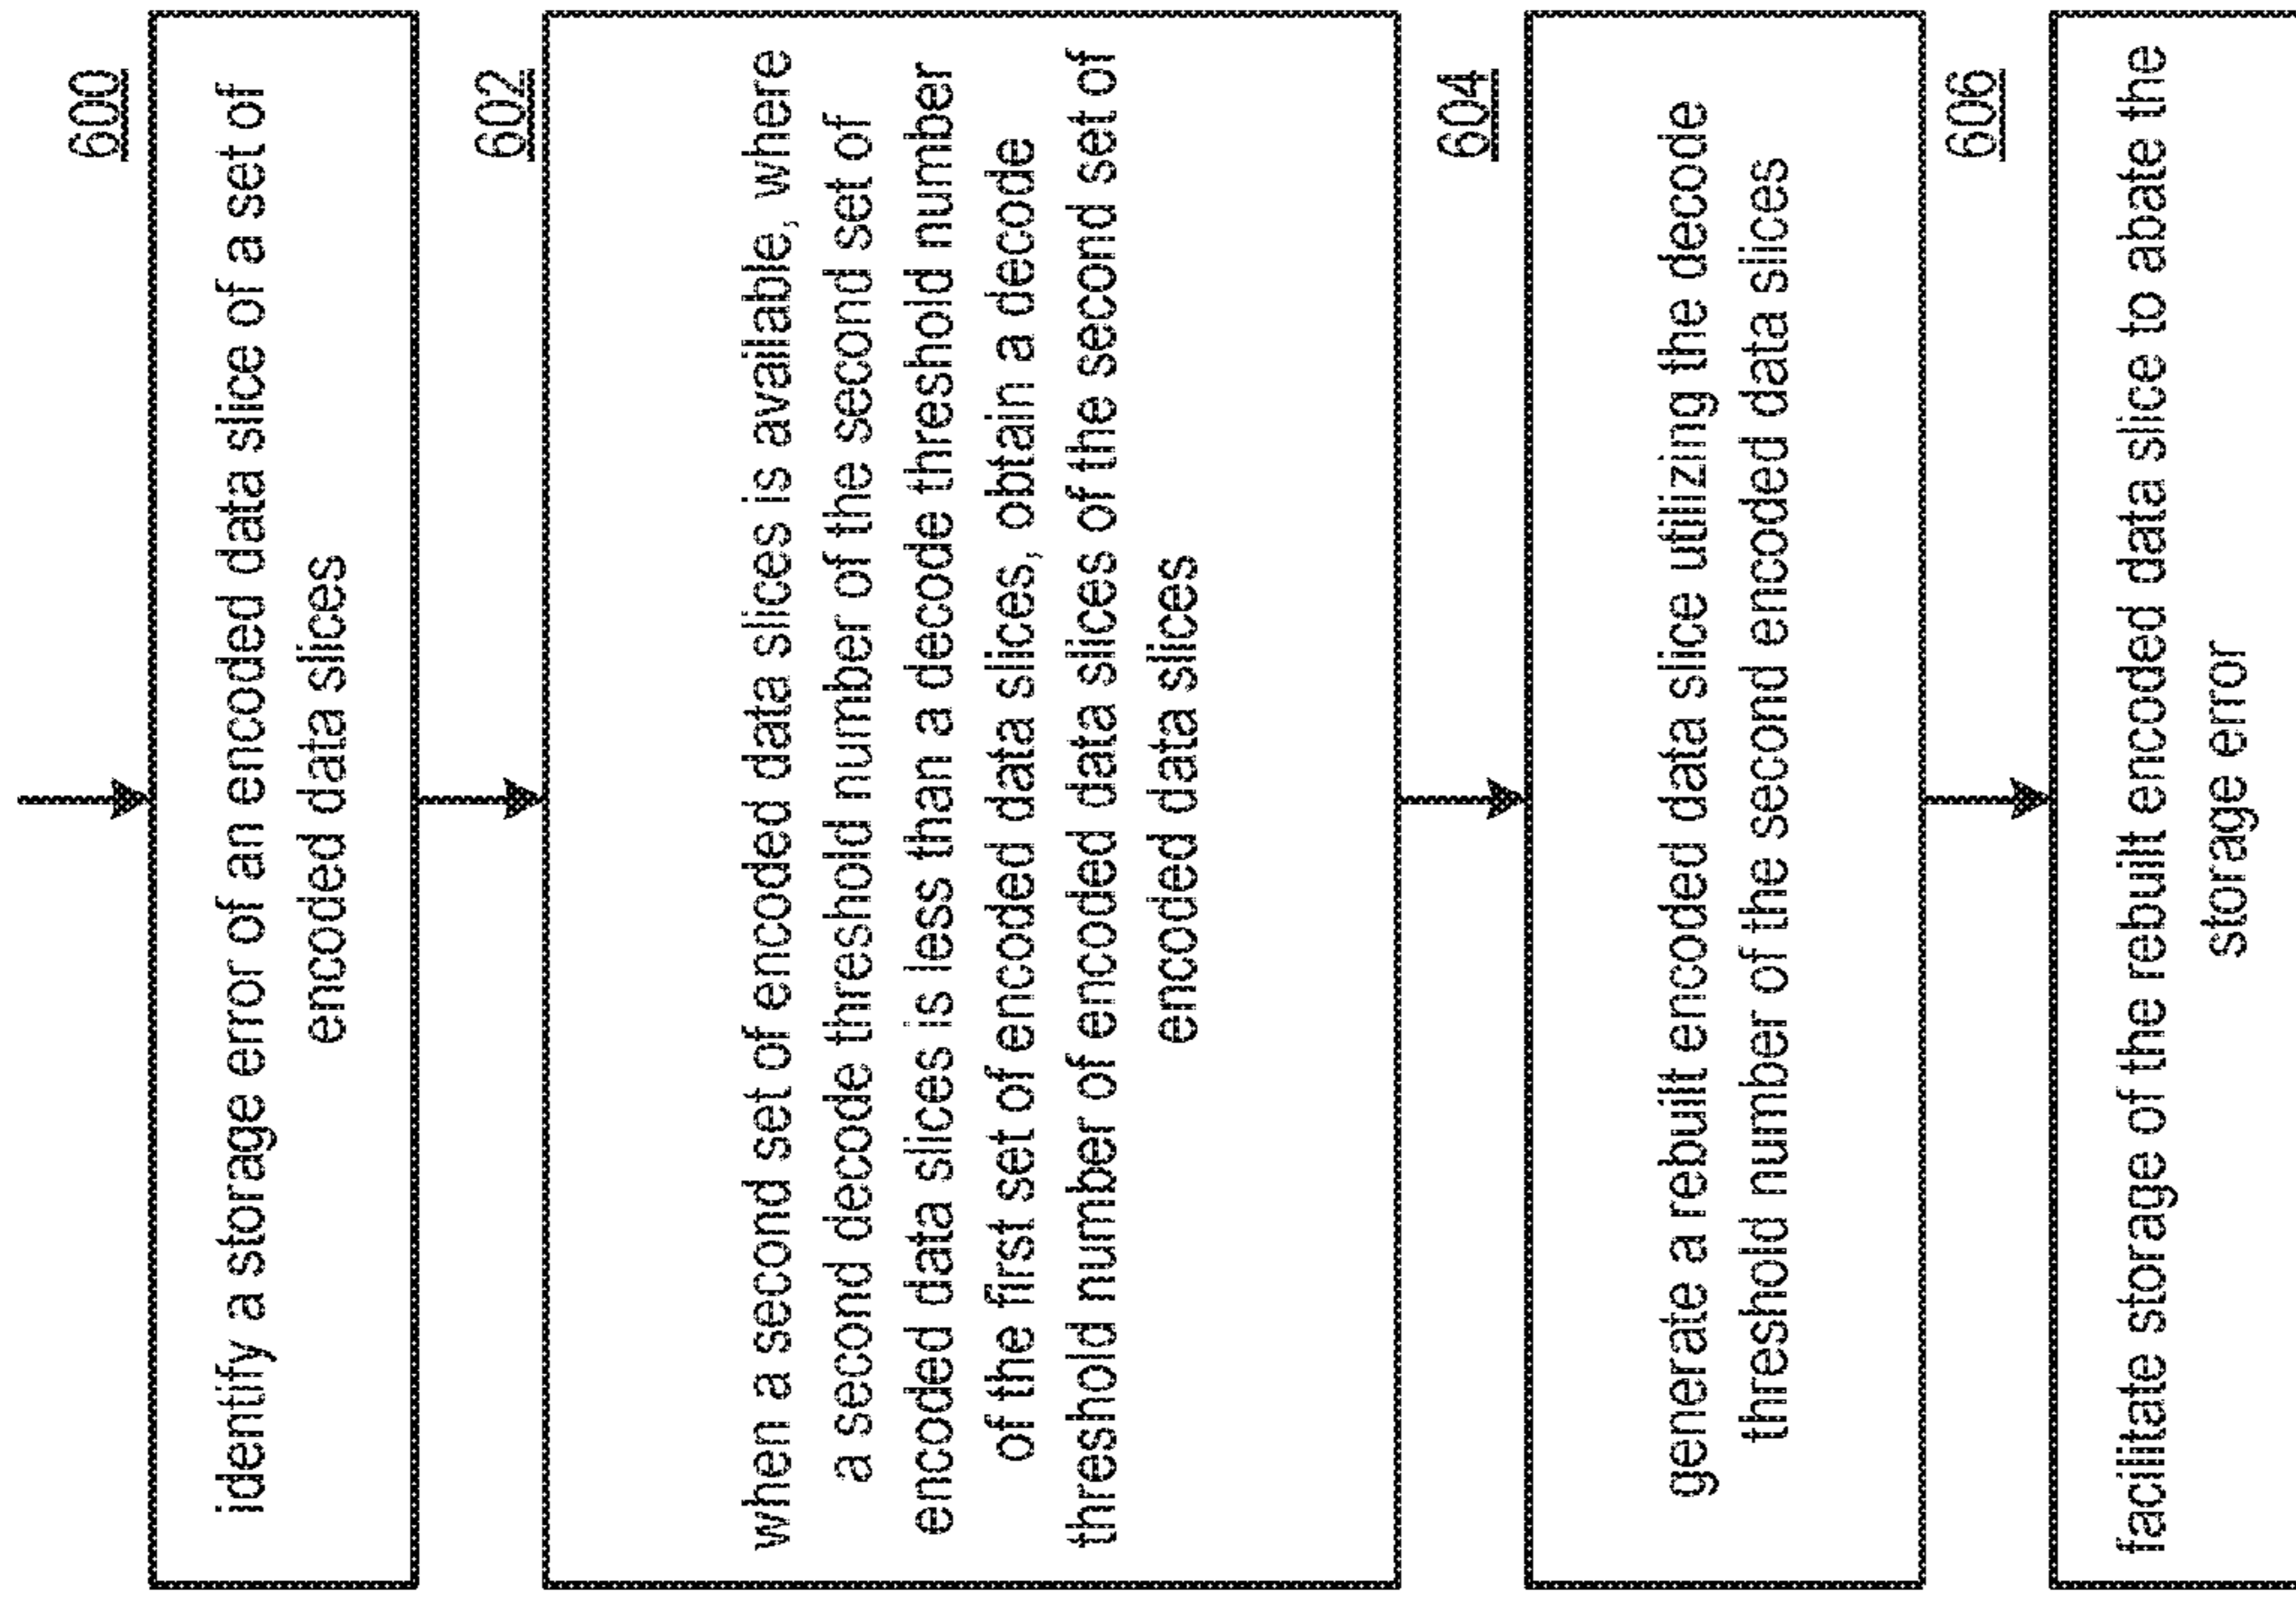 600
identify a storage error of an encoded data slice of a set of
encoded data slices
602
when a second set of encoded data slices is available, where
a second decode threshold number of the second set of
encoded data slices is less than a decode threshold number
of the first set of encoded data slices, obtain a decode
threshold number of encoded data slices of the second set of
encoded data slices
604
generate a rebuilt encoded data slice utilizing the decode
threshold number of the second encoded data slices
606
facilitate storage of the rebuilt encoded data slice to abate the
storage error